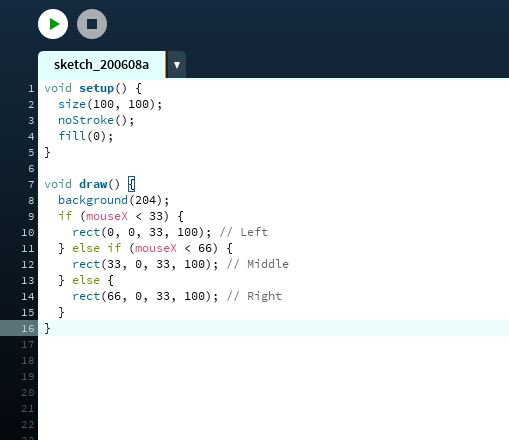 sketch_200608a ▼
1 void setup() {
2   size(100, 100);
3   noStroke();
4   fill(0);
5 }
6
7 void draw() {
8   background(204);
9   if (mouseX < 33) {
10     rect(0, 0, 33, 100); // Left
11   } else if (mouseX < 66) {
12     rect(33, 0, 33, 100); // Middle
13   } else {
14     rect(66, 0, 33, 100); // Right
15   }
16 }
17
18
19
20
21
22
23